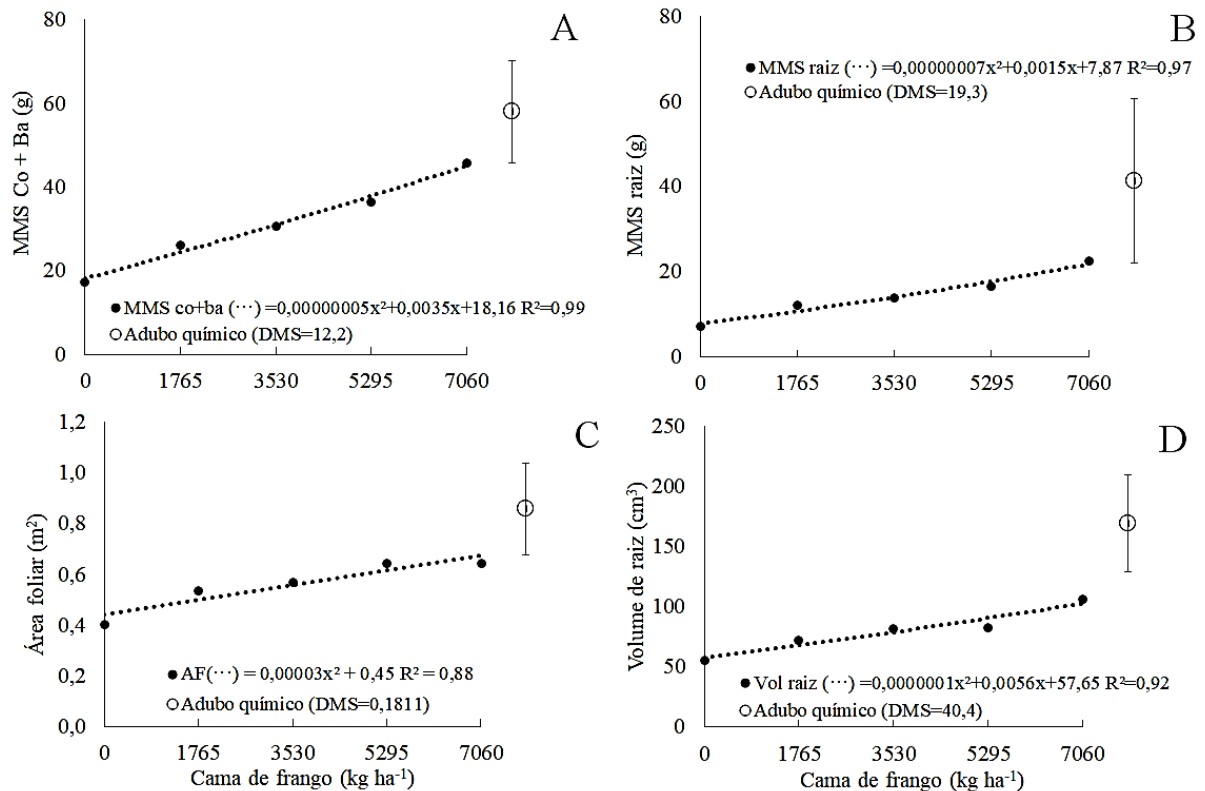 A
MMS Co + Ba (g)
80
60
40
20
0
MMS co+ba (···) =0,00000005x²+0,0035x+18,16 R²=0,99
Adubo químico (DMS=12,2)
0 1765 3530 5295 7060
B
MMS raiz (g)
80
60
40
20
0
MMS raiz (···) =0,00000007x²+0,0015x+7,87 R²=0,97
Adubo químico (DMS=19,3)
0 1765 3530 5295 7060
C
Área foliar (m²)
1,2
1,0
0,8
0,6
0,4
0,2
0,0
AF(···) = 0,00003x² + 0,45 R² = 0,88
Adubo químico (DMS=0,1811)
0 1765 3530 5295 7060
Cama de frango (kg ha⁻¹)
D
Volume de raiz (cm³)
250
200
150
100
50
0
Vol raiz (···) =0,0000001x²+0,0056x+57,65 R²=0,92
Adubo químico (DMS=40,4)
0 1765 3530 5295 7060
Cama de frango (kg ha⁻¹)